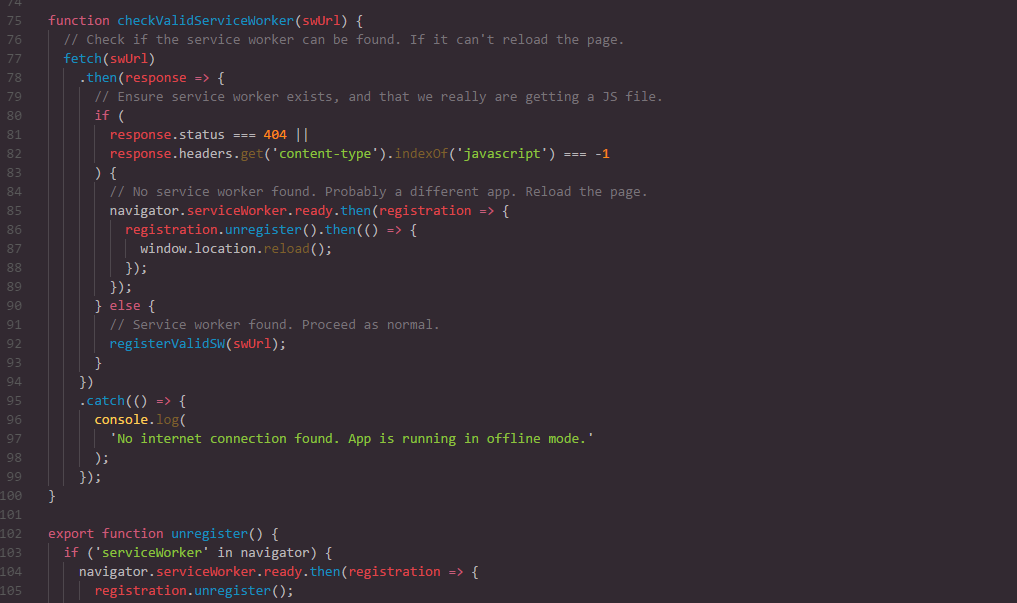 74
75 function checkValidServiceWorker(swUrl) {
76 // Check if the service worker can be found. If it can't reload the page.
77 fetch(swUrl)
78 .then(response => {
79 // Ensure service worker exists, and that we really are getting a JS file.
80 if (
81 response.status === 404 ||
82 response.headers.get('content-type').indexOf('javascript') === -1
83 ) {
84 // No service worker found. Probably a different app. Reload the page.
85 navigator.serviceWorker.ready.then(registration => {
86 registration.unregister().then(() => {
87 window.location.reload();
88 });
89 });
90 } else {
91 // Service worker found. Proceed as normal.
92 registerValidSW(swUrl);
93 }
94 })
95 .catch(() => {
96 console.log(
97 'No internet connection found. App is running in offline mode.'
98 );
99 });
100 }
101
102 export function unregister() {
103 if ('serviceWorker' in navigator) {
104 navigator.serviceWorker.ready.then(registration => {
105 registration.unregister();